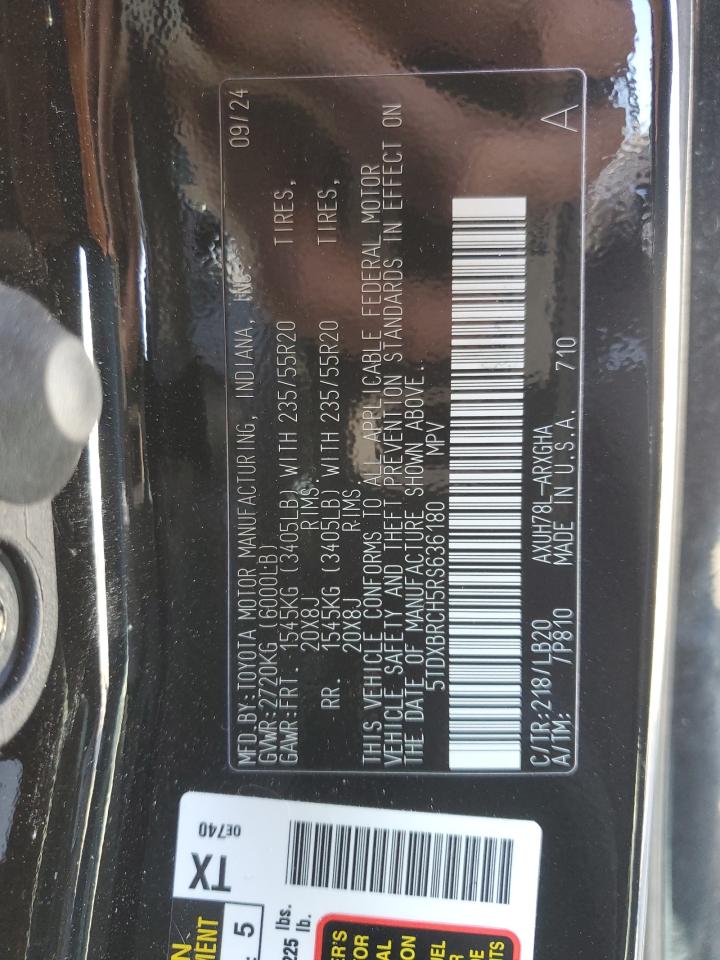 MFD.BY:TOYOTA MOTOR MANUFACTURING, INDIANA, INC. 09/24
GVWR:2720KG (6000LB)
GAWR:FRT. 1545KG (3405LB) WITH 235/55R20 TIRES,
20X8J RIMS
RR. 1545KG (3405LB) WITH 235/55R20 TIRES,
20X8J RIMS
THIS VEHICLE CONFORMS TO ALL APPLICABLE FEDERAL MOTOR
VEHICLE SAFETY AND THEFT PREVENTION STANDARDS IN EFFECT ON
THE DATE OF MANUFACTURE SHOWN ABOVE.
5TDXBRCH5RS636180 MPV
C/TR:218/LB20 AXUH78L-ARXGHA
A/TM: /P810 MADE IN U.S.A. 710 A
TX 0E740
5
225 lbs.
lb.